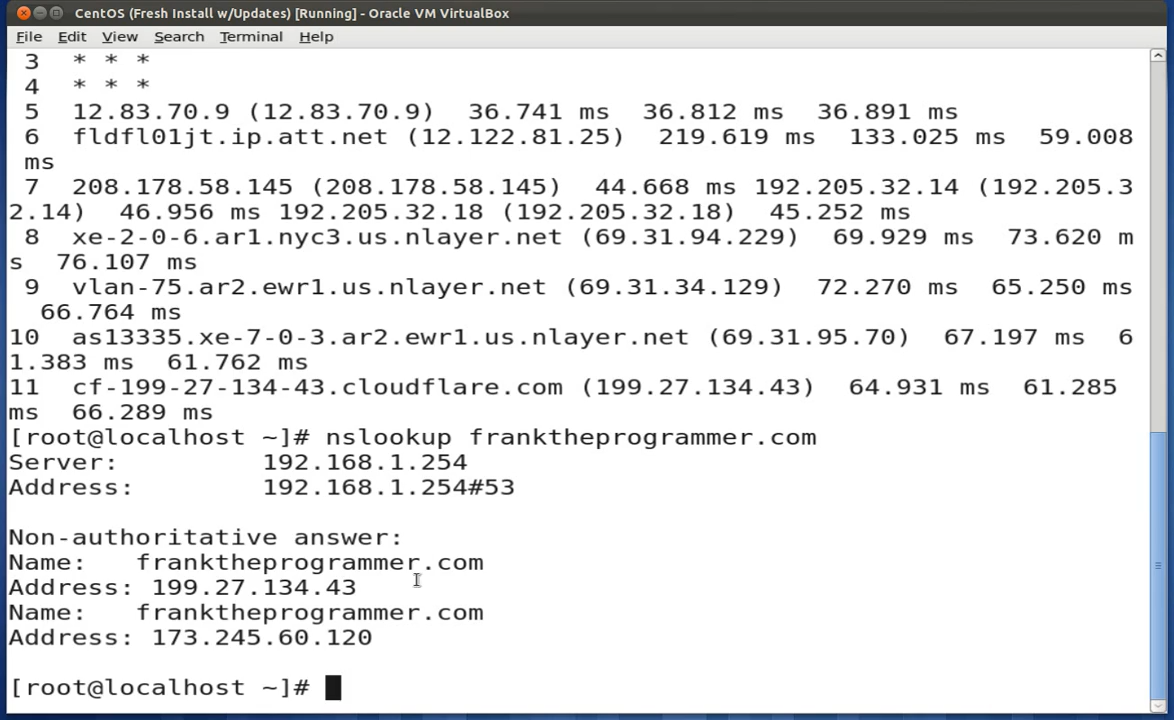 CentOS (Fresh Install w/Updates) [Running] - Oracle VM VirtualBox
File Edit View Search Terminal Help
3  * * *
4  * * *
5  12.83.70.9 (12.83.70.9)  36.741 ms  36.812 ms  36.891 ms
6  fldfl01jt.ip.att.net (12.122.81.25)  219.619 ms  133.025 ms  59.008
ms
7  208.178.58.145 (208.178.58.145)  44.668 ms 192.205.32.14 (192.205.3
2.14)  46.956 ms 192.205.32.18 (192.205.32.18)  45.252 ms
8  xe-2-0-6.ar1.nyc3.us.nlayer.net (69.31.94.229)  69.929 ms  73.620 m
s  76.107 ms
9  vlan-75.ar2.ewr1.us.nlayer.net (69.31.34.129)  72.270 ms  65.250 ms
66.764 ms
10  as13335.xe-7-0-3.ar2.ewr1.us.nlayer.net (69.31.95.70)  67.197 ms  6
1.383 ms  61.762 ms
11  cf-199-27-134-43.cloudflare.com (199.27.134.43)  64.931 ms  61.285
ms  66.289 ms
[root@localhost ~]# nslookup franktheprogrammer.com
Server:         192.168.1.254
Address:        192.168.1.254#53
Non-authoritative answer:
Name:   franktheprogrammer.com
Address: 199.27.134.43
Name:   franktheprogrammer.com
Address: 173.245.60.120
[root@localhost ~]#